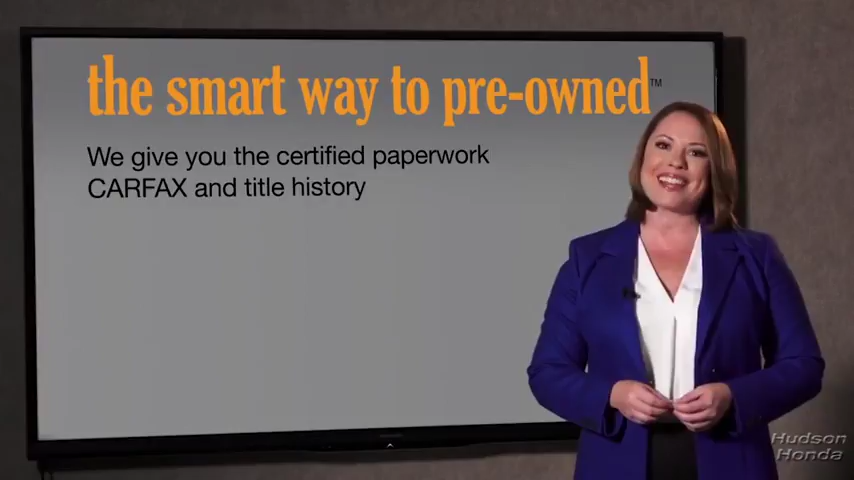 the smart way to pre-owned™
We give you the certified paperwork
CARFAX and title history
Hudson
Honda